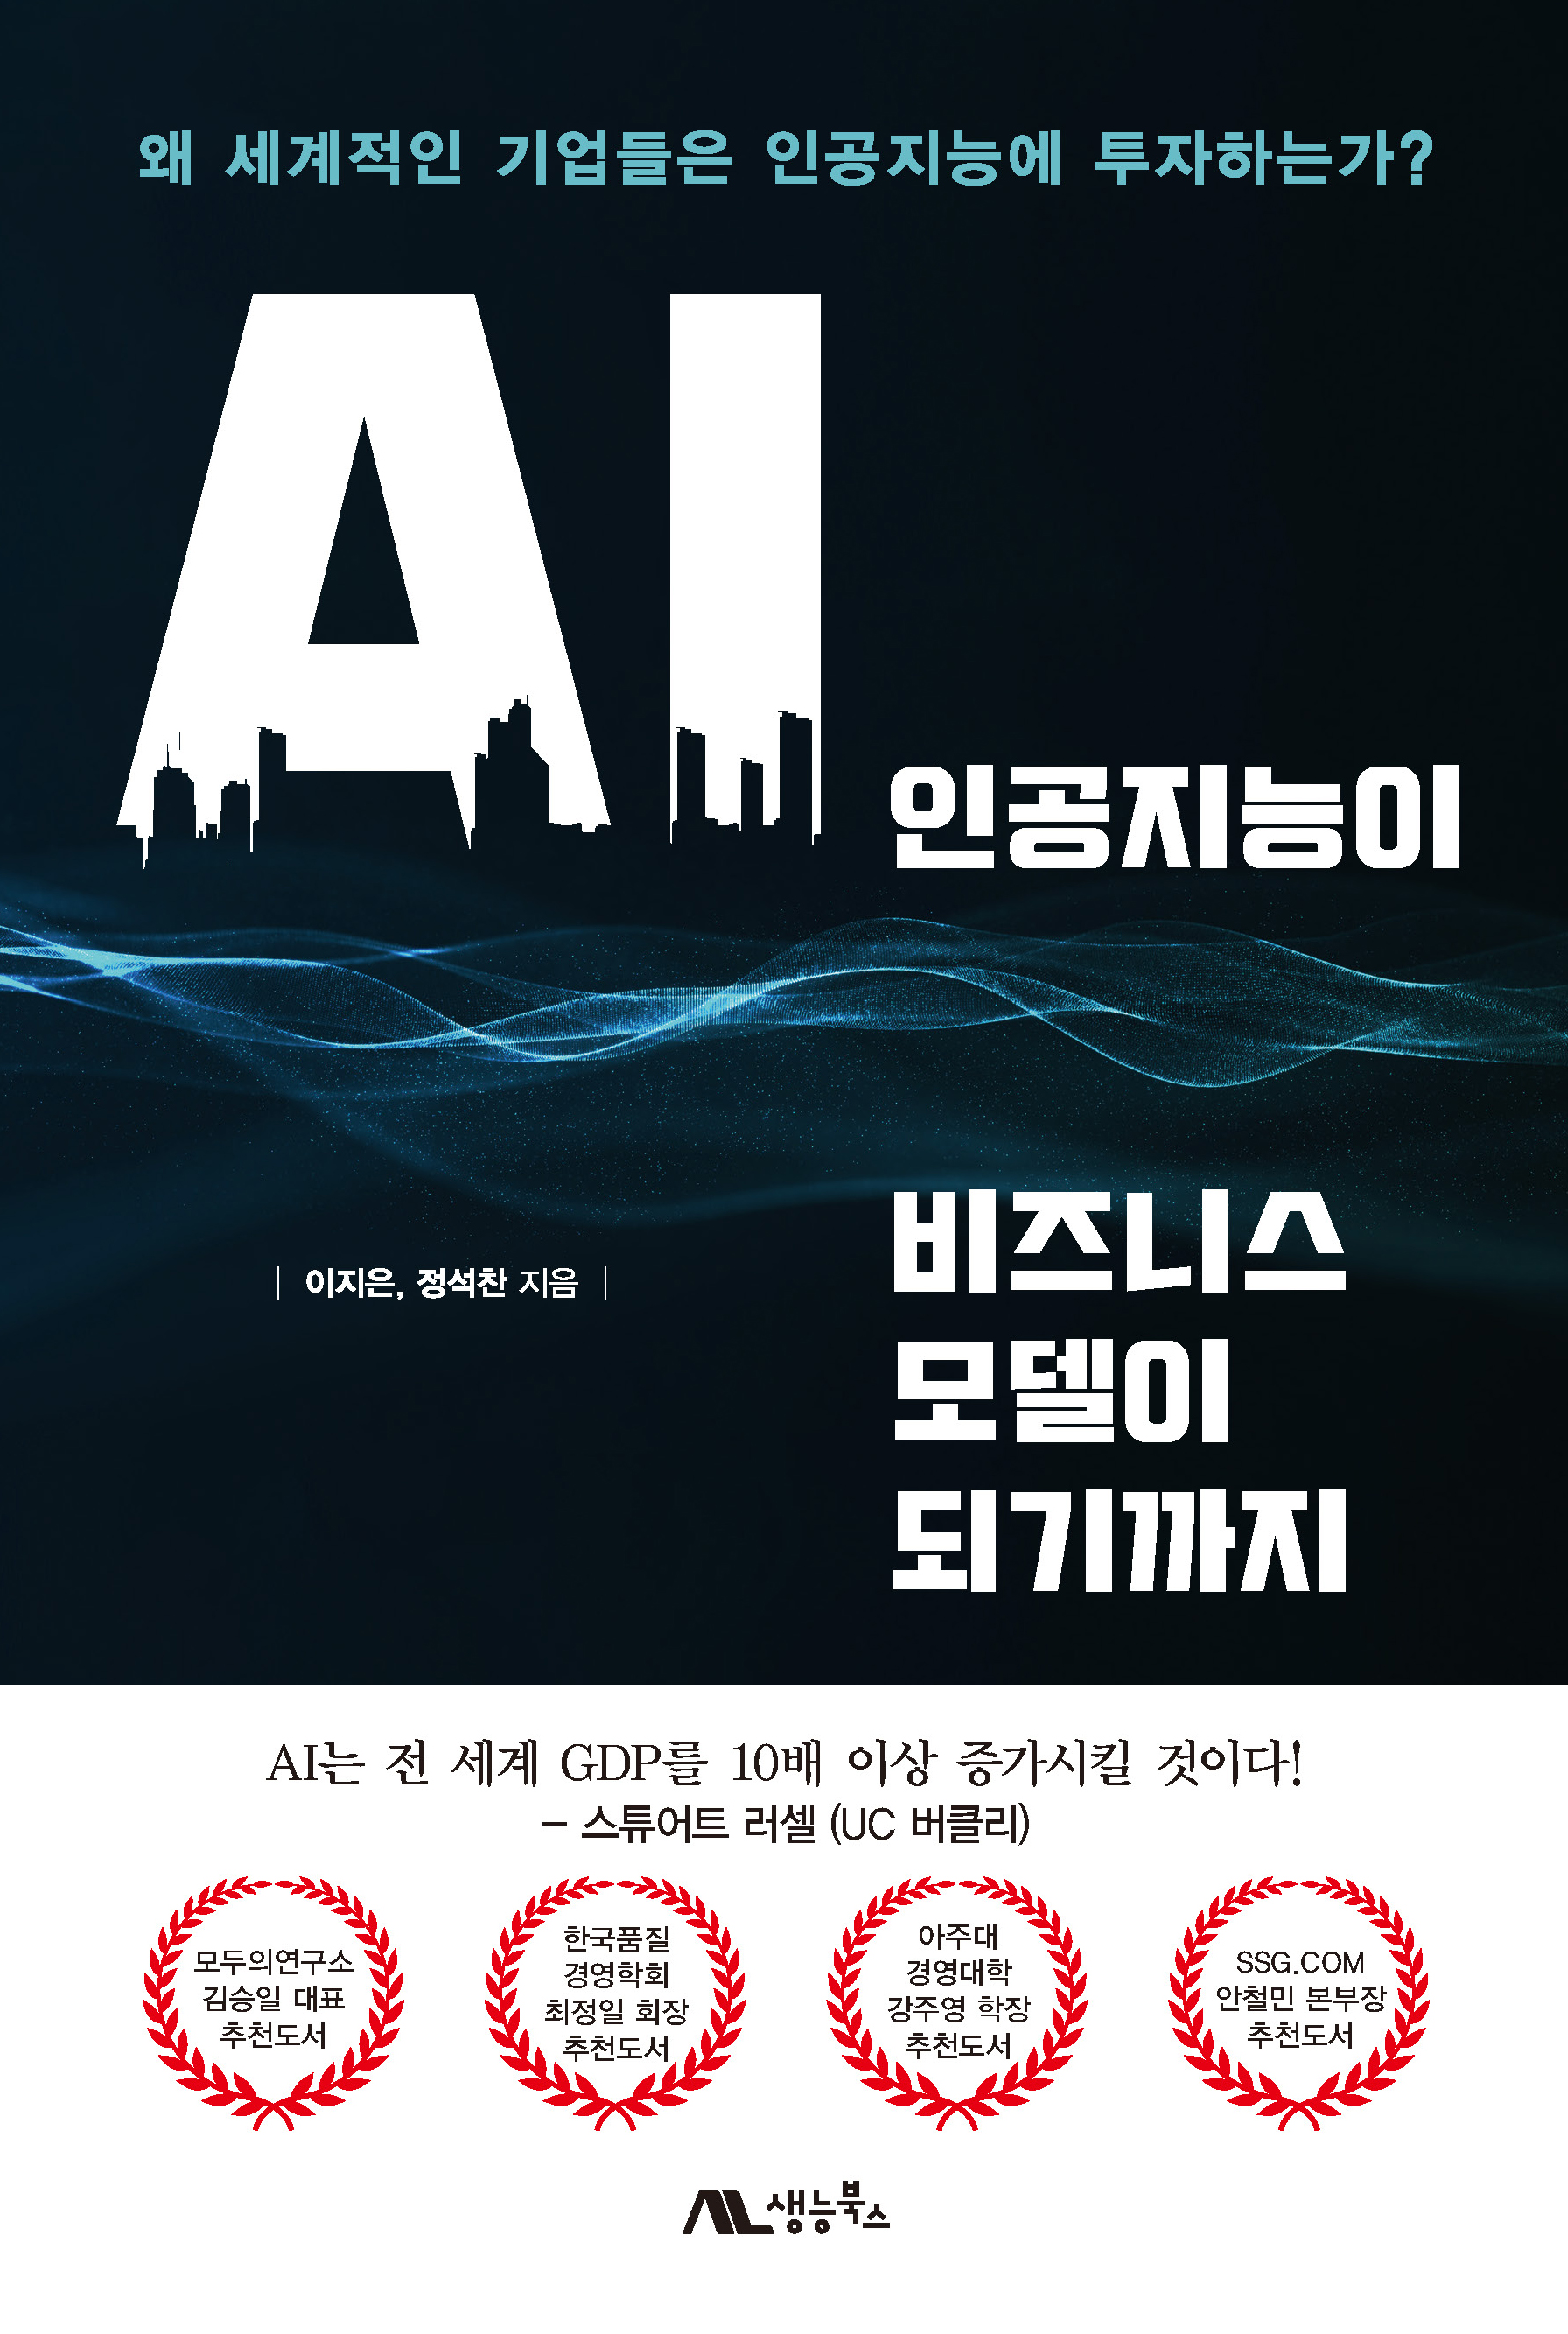 왜 세계적인 기업들은 인공지능에 투자하는가?
AI
인공지능이
비즈니스
모델이
되기까지
| 이지은, 정석찬 지음 |
AI는 전 세계 GDP를 10배 이상 증가시킬 것이다!
– 스튜어트 러셀 (UC 버클리)
모두의연구소
김승일 대표
추천도서
한국품질
경영학회
최정일 회장
추천도서
아주대
경영대학
강주영 학장
추천도서
SSG.COM
안철민 본부장
추천도서
생능북스